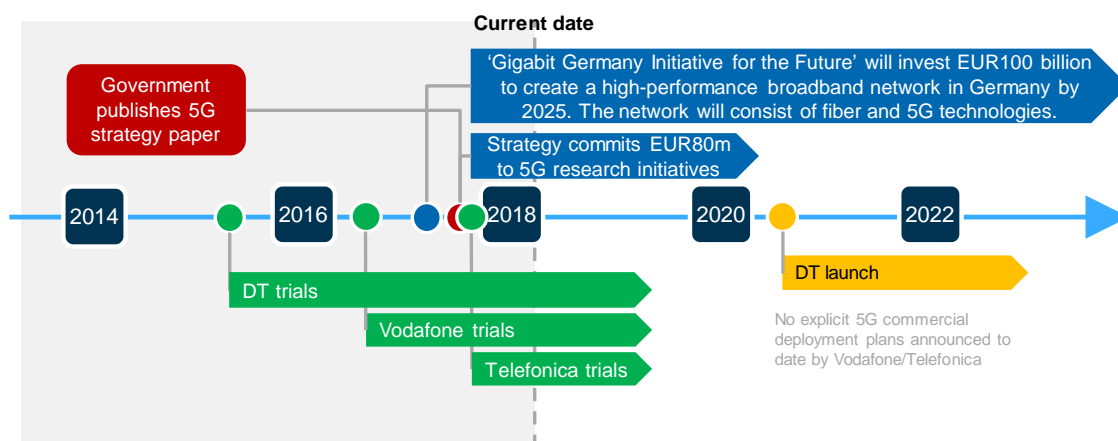 Current date
Government
publishes 5G
strategy paper
‘Gigabit Germany Initiative for the Future’ will invest EUR100 billion
to create a high-performance broadband network in Germany by
2025. The network will consist of fiber and 5G technologies.
Strategy commits EUR80m
to 5G research initiatives
2014
2016
2018
2020
2022
DT trials
Vodafone trials
Telefonica trials
DT launch
No explicit 5G commercial
deployment plans announced to
date by Vodafone/Telefonica